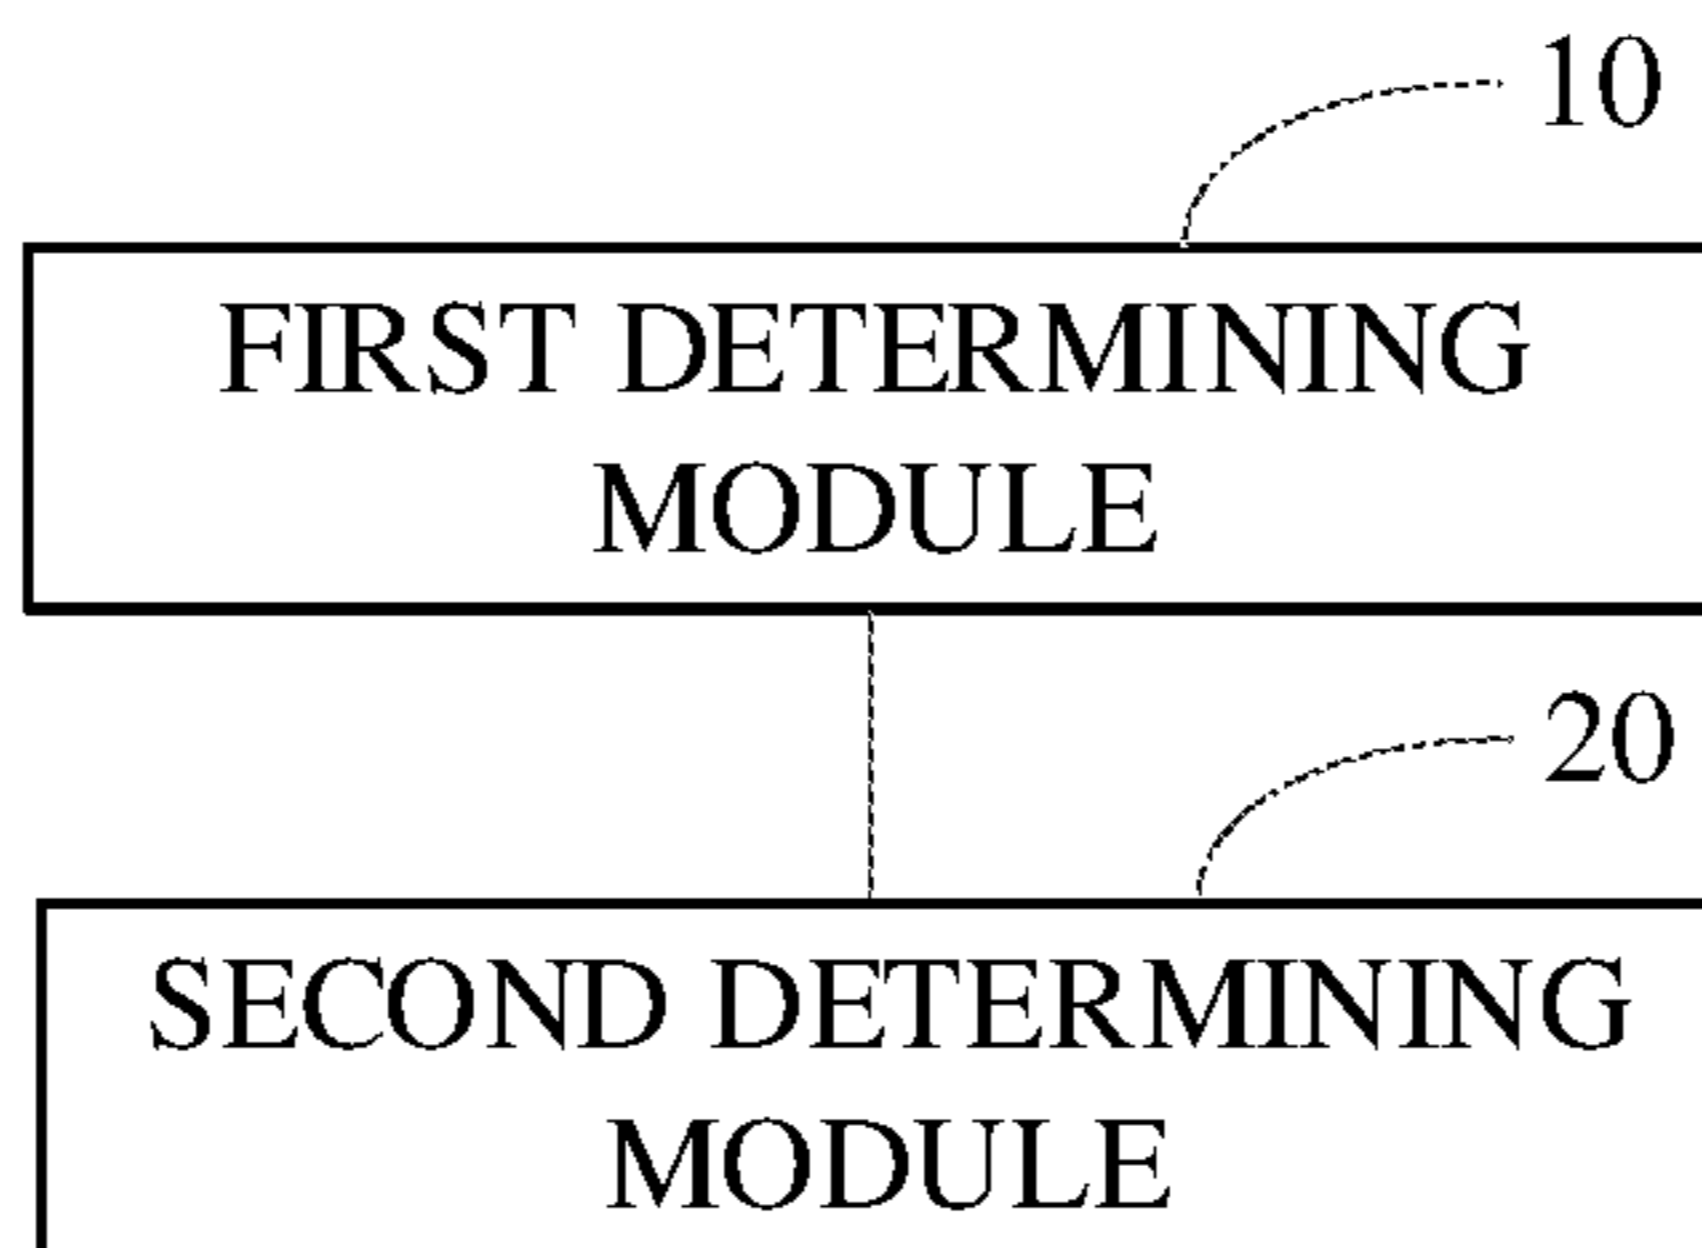 10
FIRST DETERMINING
MODULE
20
SECOND DETERMINING
MODULE